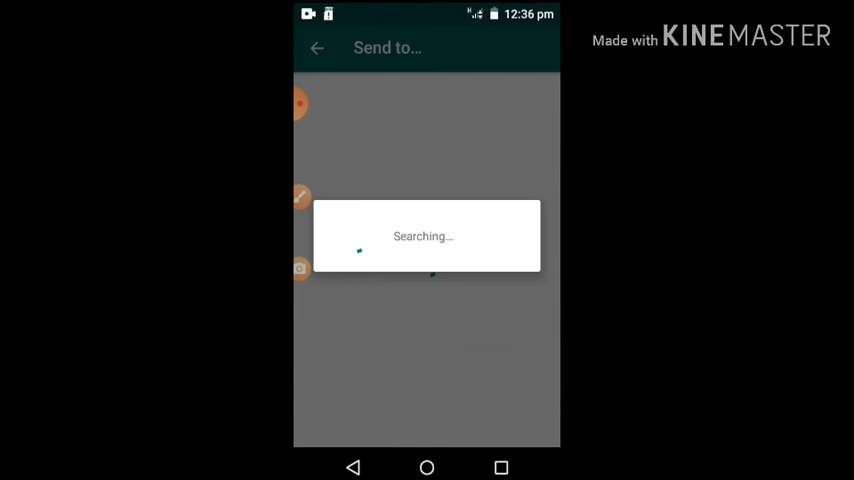 H 12:36 pm
Made with KINEMASTER
Send to…
Searching…